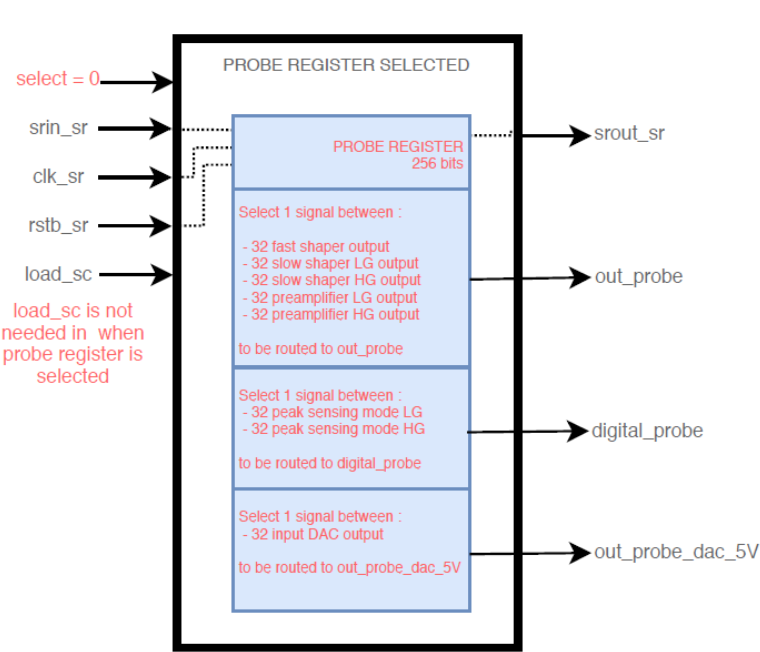 PROBE REGISTER SELECTED
select = 0
srin_sr
clk_sr
rstb_sr
load_sc
load_sc is not
needed in when
probe register is
selected
PROBE REGISTER
256 bits
Select 1 signal between :
- 32 fast shaper output
- 32 slow shaper LG output
- 32 slow shaper HG output
- 32 preamplifier LG output
- 32 preamplifier HG output
to be routed to out_probe
Select 1 signal between :
- 32 peak sensing mode LG
- 32 peak sensing mode HG
to be routed to digital_probe
Select 1 signal between :
- 32 input DAC output
to be routed to out_probe_dac_5V
srout_sr
out_probe
digital_probe
out_probe_dac_5V